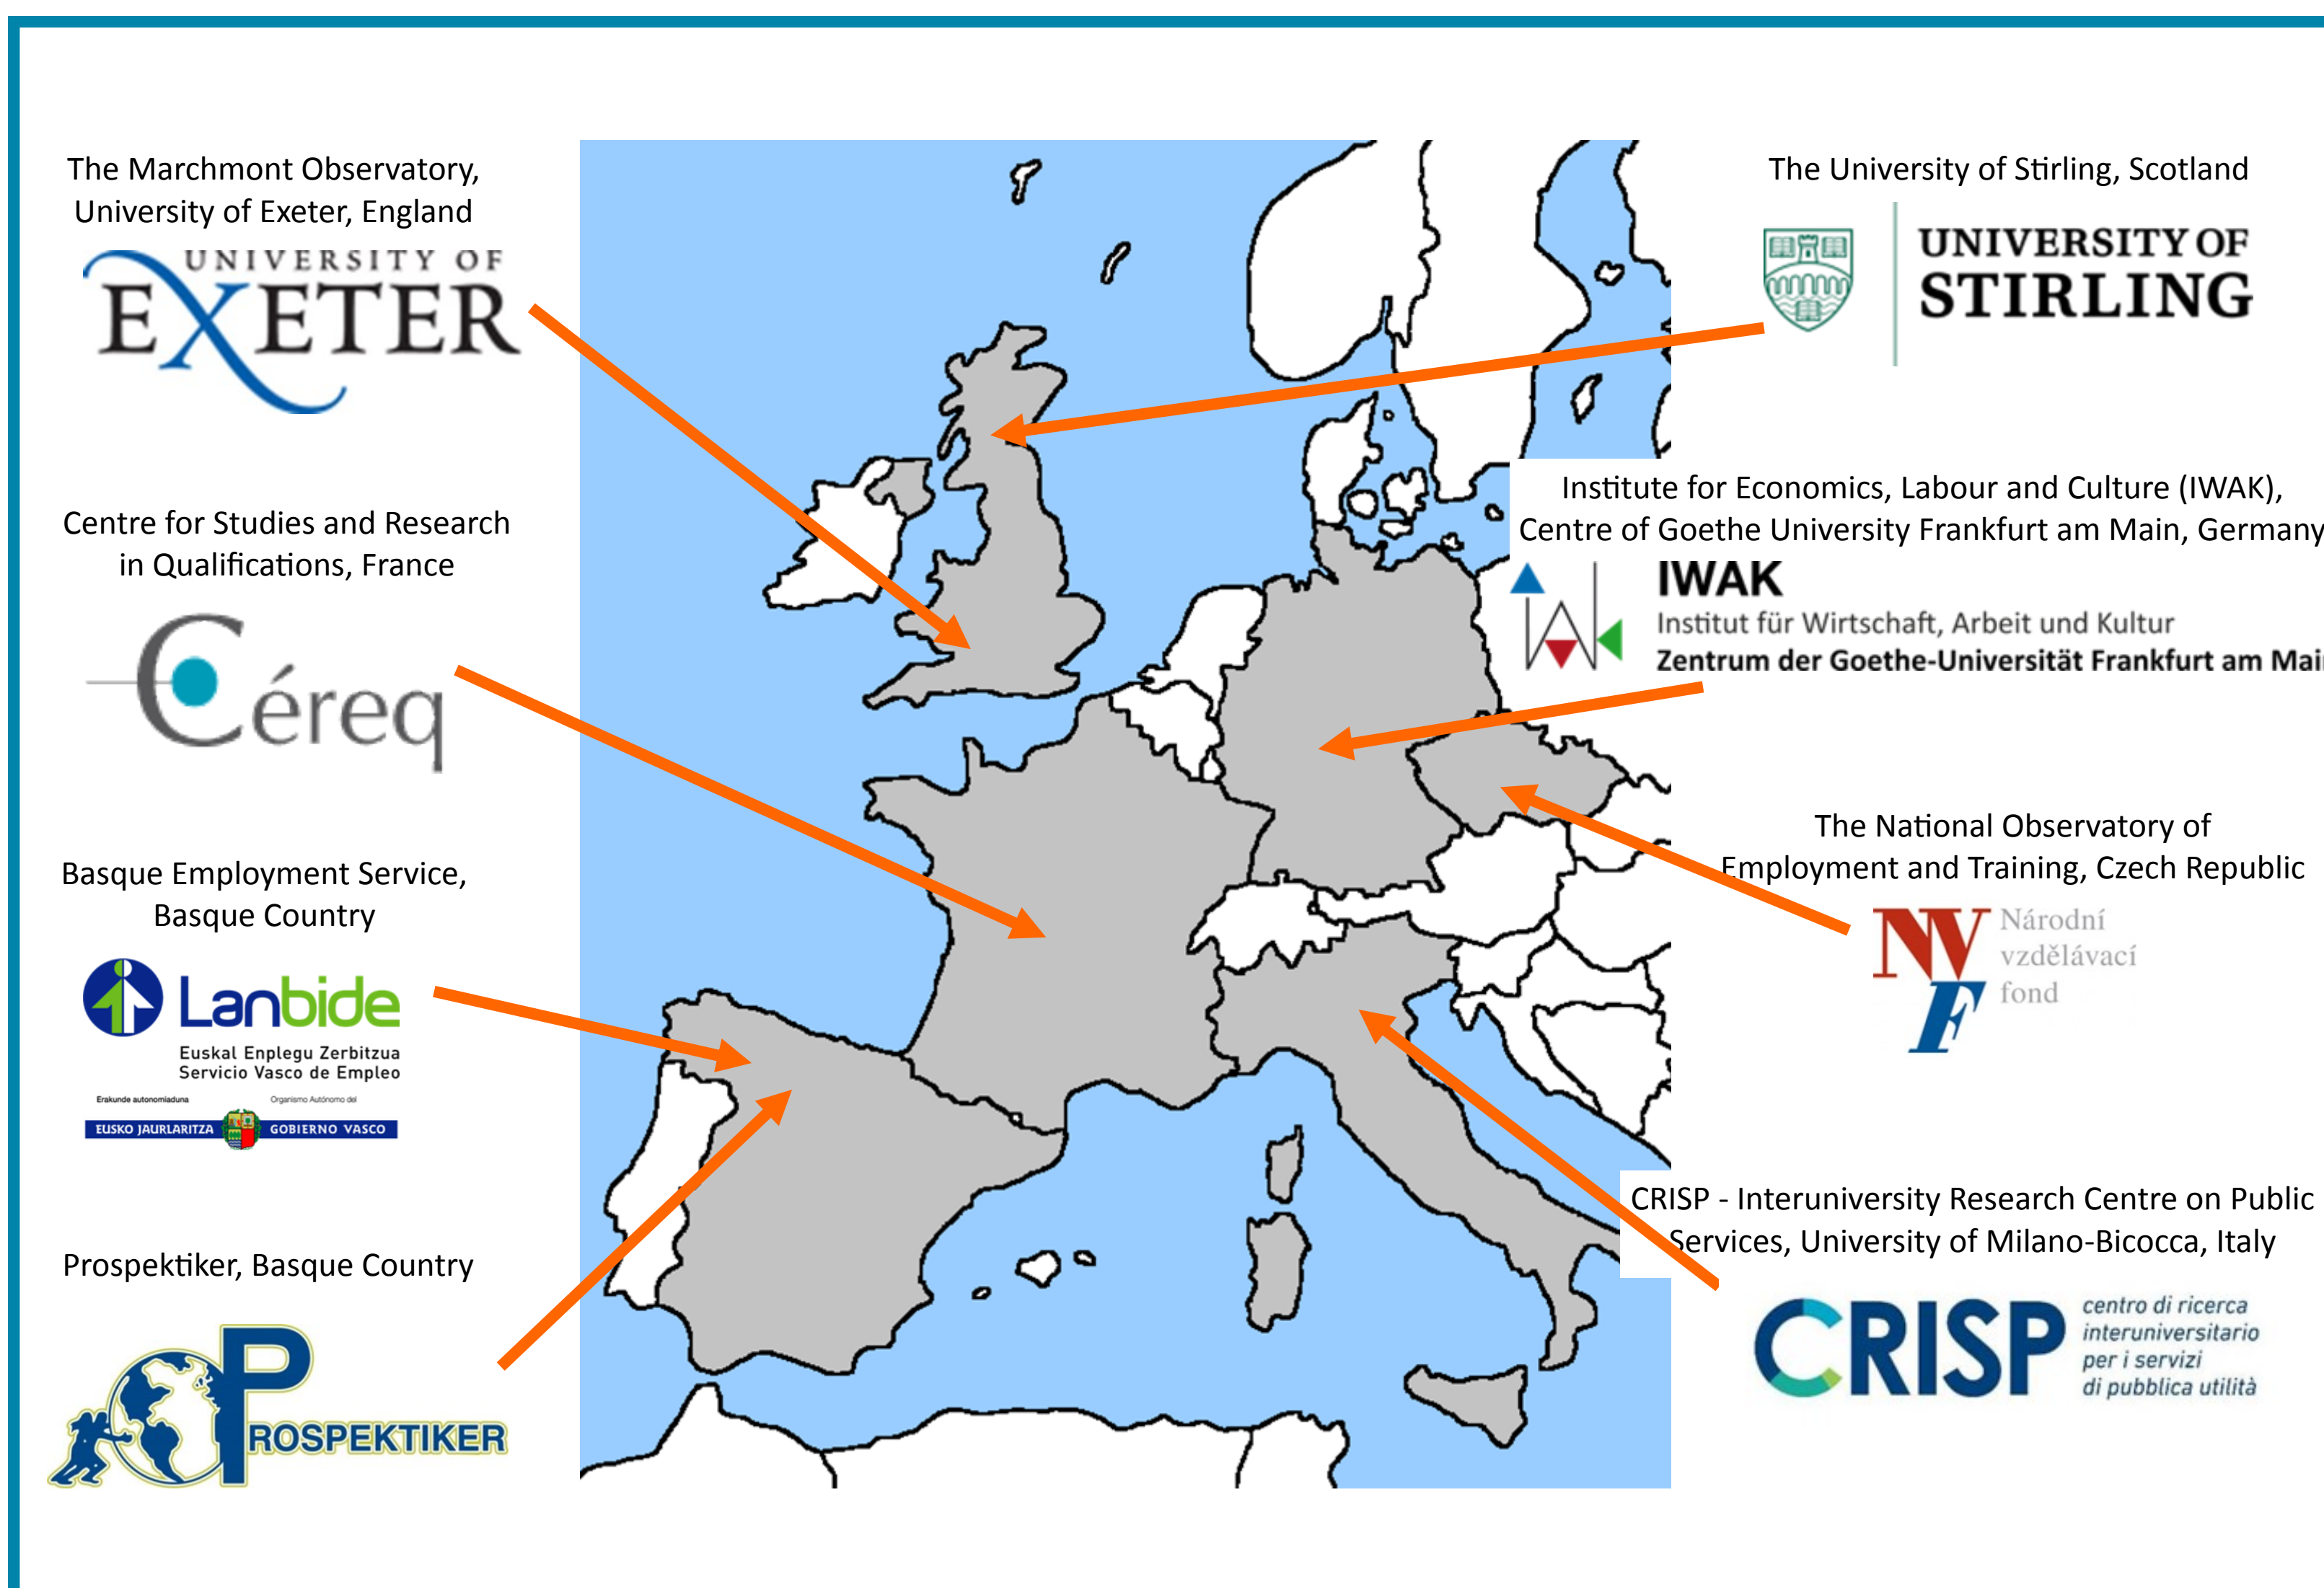 The Marchmont Observatory,
University of Exeter, England
UNIVERSITY OF
EXETER
Centre for Studies and Research
in Qualifications, France
Céreq
Basque Employment Service,
Basque Country
Lanbide
Euskal Enplegu Zerbitzua
Servicio Vasco de Empleo
Erakunde autonomiaduna
Organismo Autónomo del
EUSKO JAURLARITZA
GOBIERNO VASCO
Prospektiker, Basque Country
PROSPEKTIKER
The University of Stirling, Scotland
UNIVERSITY OF
STIRLING
Institute for Economics, Labour and Culture (IWAK),
Centre of Goethe University Frankfurt am Main, Germany
IWAK
Institut für Wirtschaft, Arbeit und Kultur
Zentrum der Goethe-Universität Frankfurt am Main
The National Observatory of
Employment and Training, Czech Republic
NVF
Národní
vzdělávací
fond
CRISP - Interuniversity Research Centre on Public
Services, University of Milano-Bicocca, Italy
CRISP
centro di ricerca
interuniversitario
per i servizi
di pubblica utilità